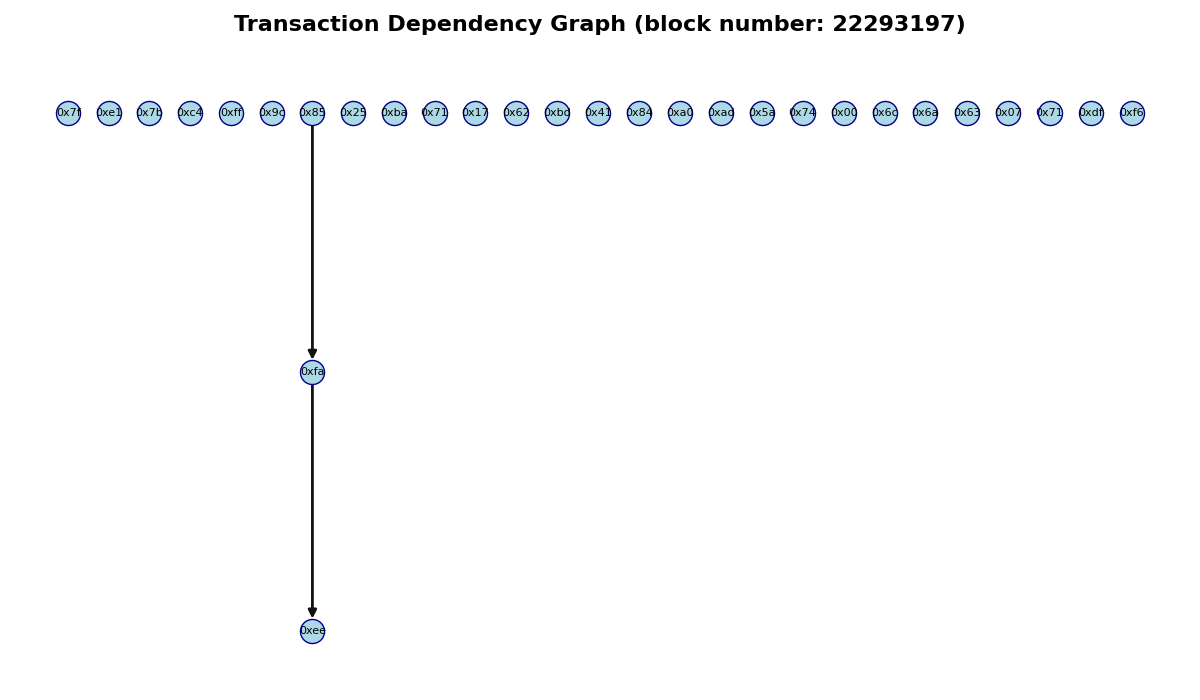 Transaction Dependency Graph (block number: 22293197)
0x7f 0xe1 0x7b 0xc4 0xff 0x9c 0x85 0x25 0xba 0x71 0x17 0x62 0xbd 0x41 0x84 0xa0 0xad 0x5a 0x74 0x00 0x6c 0x6a 0x63 0x07 0x71 0xdf 0xf6
0xfa
0xee